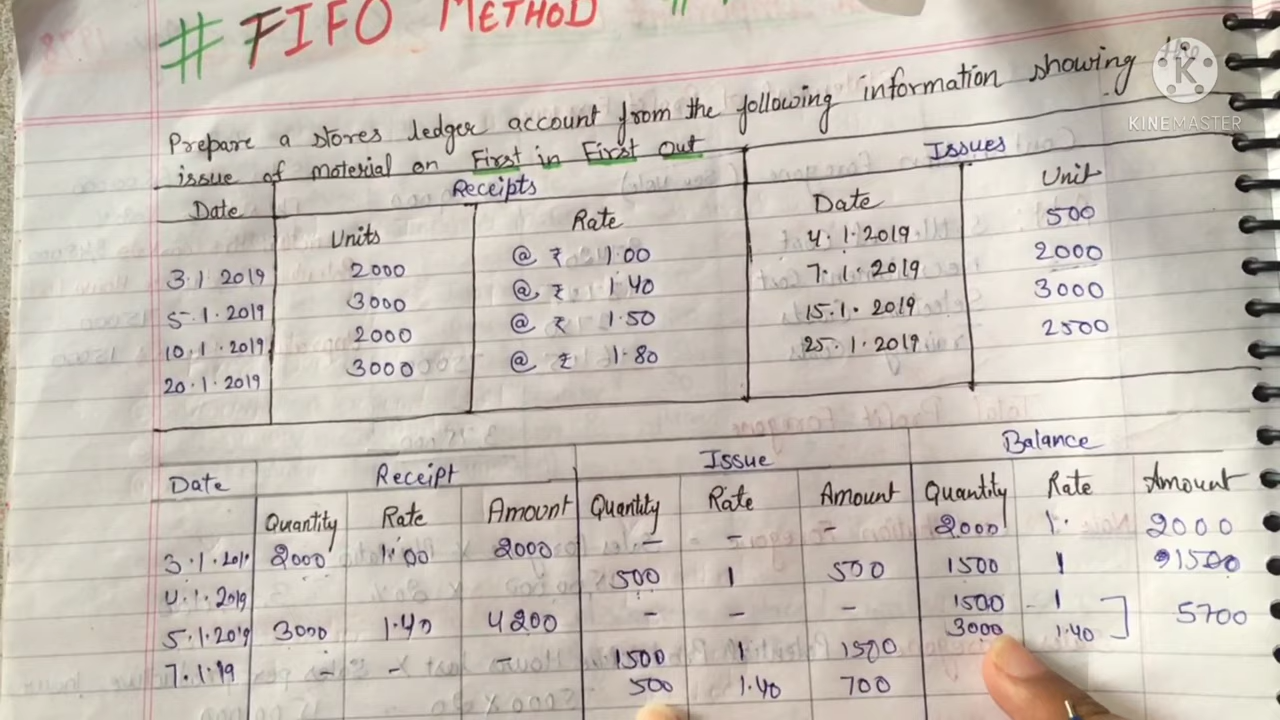 # FIFO METHOD #
K
KINEMASTER
Prepare a stores ledger account from the following information showing the
issue of material on First in First Out
Receipts Issues
Date Units Rate Date Unit
3.1.2019 2000 @ ₹ 1.00 4.1.2019 500
5.1.2019 3000 @ ₹ 1.40 7.1.2019 2000
10.1.2019 2000 @ ₹ 1.50 15.1.2019 3000
20.1.2019 3000 @ ₹ 1.80 25.1.2019 2500
Date Receipt Issue Balance
Quantity Rate Amount Quantity Rate Amount Quantity Rate Amount
3.1.2019 2000 1.00 2000 - - - 2000 1. 2000
4.1.2019 500 1 500 1500 1 1500
5.1.2019 3000 1.40 4200 - - - 1500 - 1
3000 1.40 ] 5700
7.1.19 - - - 1500 1 1500
500 1.40 700